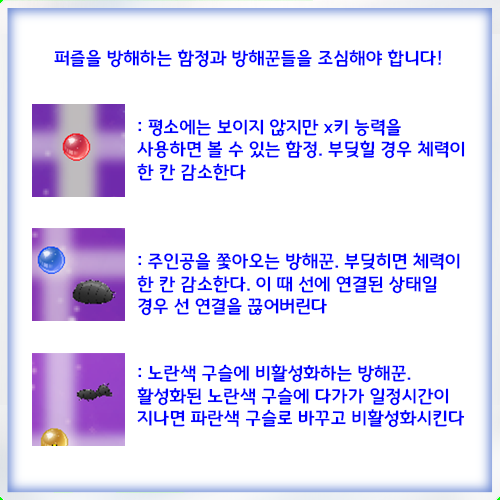 퍼즐을 방해하는 함정과 방해꾼들을 조심해야 합니다!
: 평소에는 보이지 않지만 x키 능력을
사용하면 볼 수 있는 함정. 부딪힐 경우 체력이
한 칸 감소한다
: 주인공을 쫓아오는 방해꾼. 부딪히면 체력이
한 칸 감소한다. 이 때 선에 연결된 상태일
경우 선 연결을 끊어버린다
: 노란색 구슬에 비활성화하는 방해꾼.
활성화된 노란색 구슬에 다가가 일정시간이
지나면 파란색 구슬로 바꾸고 비활성화시킨다